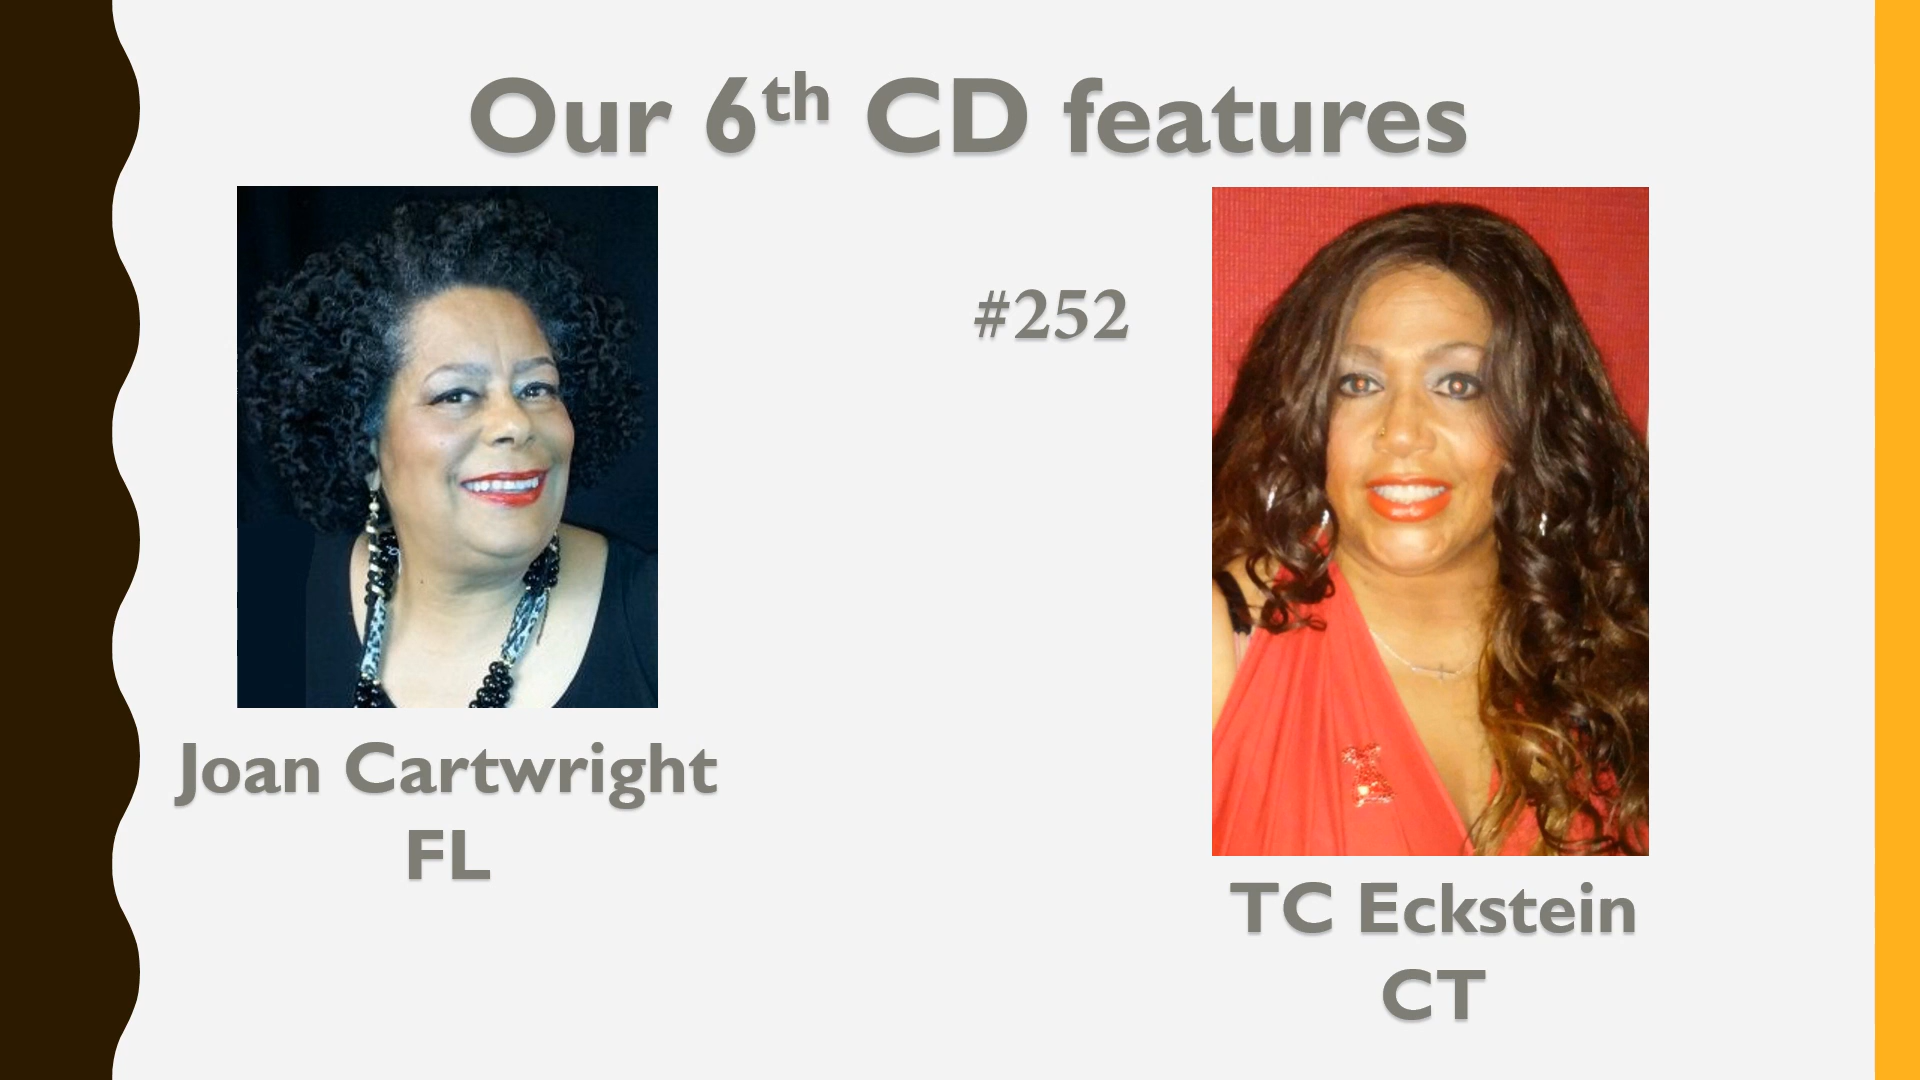 Our 6th CD features
#252
Joan Cartwright
FL
TC Eckstein
CT